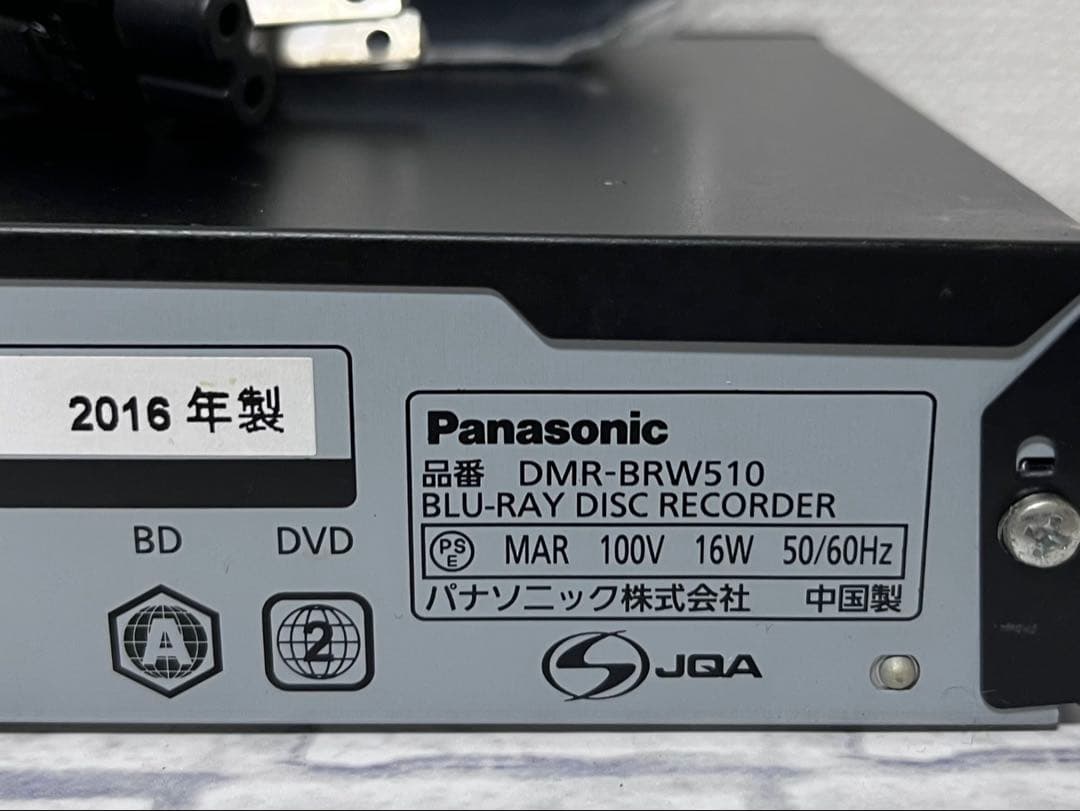 2016 年製
BD DVD
A 2
Panasonic
品番 DMR-BRW510
BLU-RAY DISC RECORDER
PSE MAR 100V 16W 50/60Hz
パナソニック株式会社 中国製
JQA